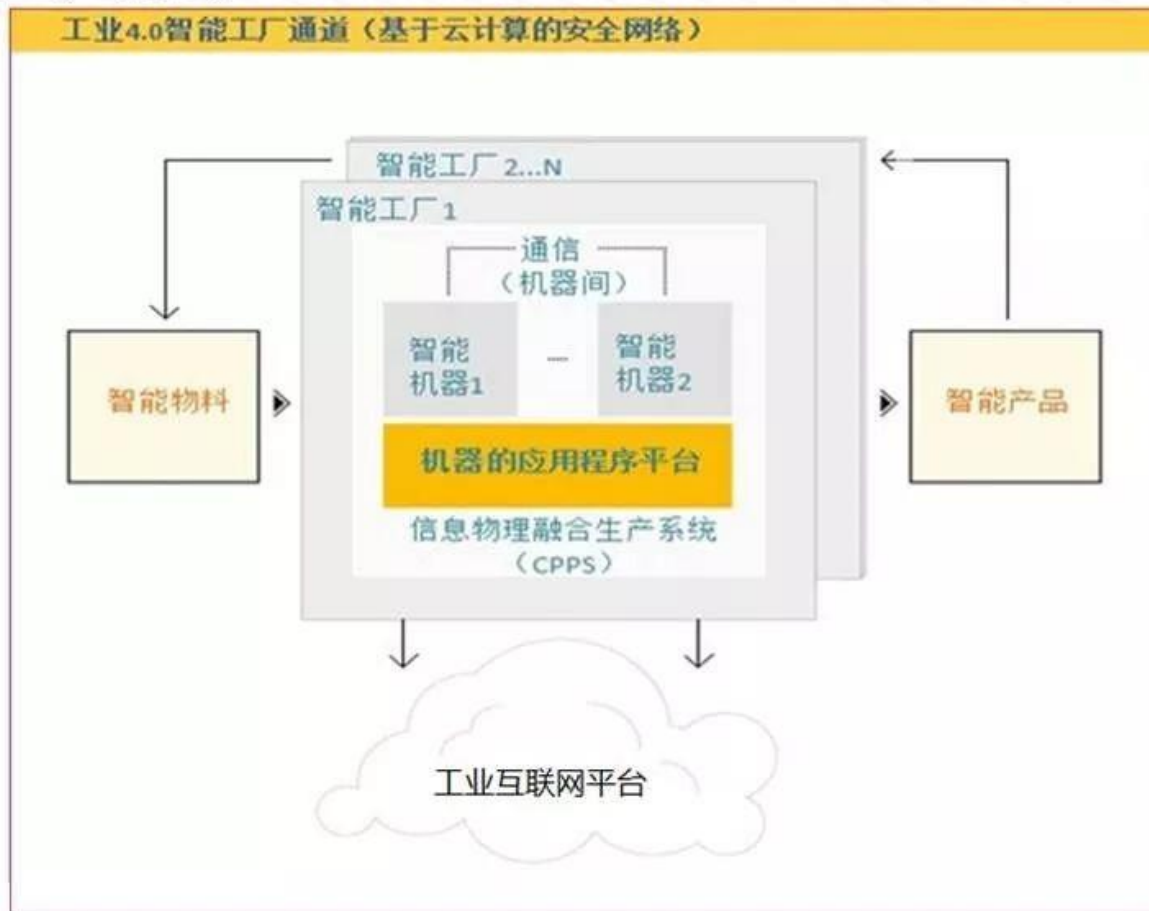 工业4.0智能工厂通道（基于云计算的安全网络）
智能工厂2...N
智能工厂1
通信
（机器间）
智能
机器1
...
智能
机器2
智能物料
智能产品
机器的应用程序平台
信息物理融合生产系统
（CPPS）
工业互联网平台